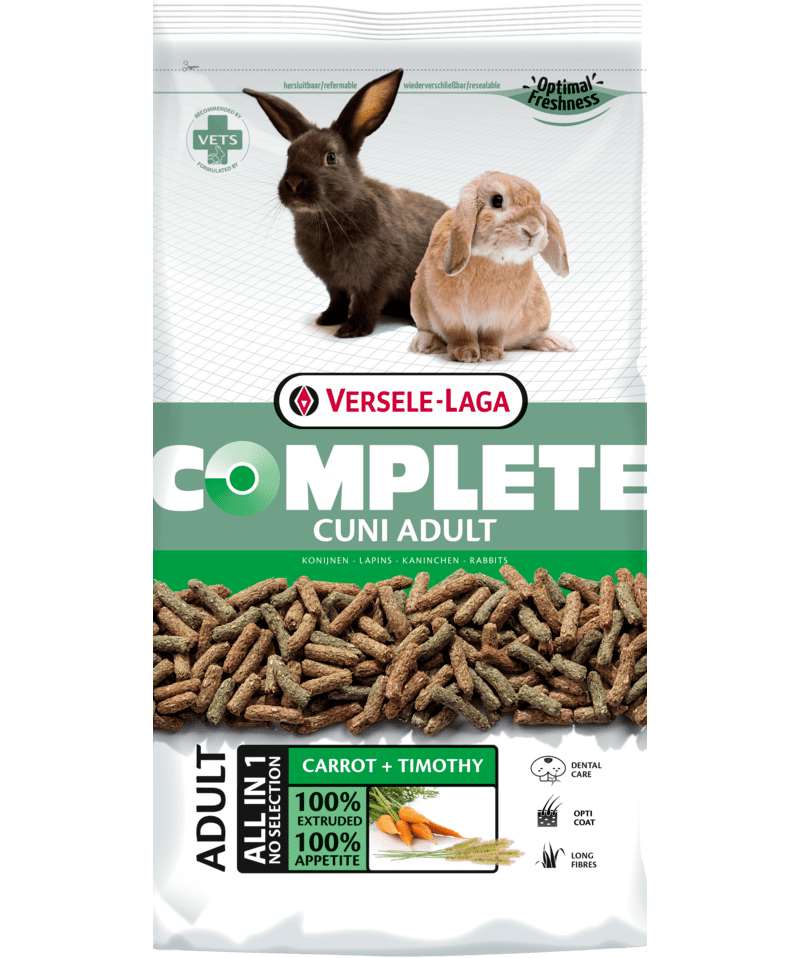 hersluitbaar/refermable
wiederverschließbar/resealable
Optimal
Freshness
RECOMMENDED BY
VETS
FORMULATED BY
VERSELE-LAGA
COMPLETE
CUNI ADULT
KONIJNEN - LAPINS - KANINCHEN - RABBITS
ADULT
ALL IN 1
NO SELECTION
CARROT + TIMOTHY
100%
EXTRUDED
100%
APPETITE
DENTAL
CARE
OPTI
COAT
LONG
FIBRES